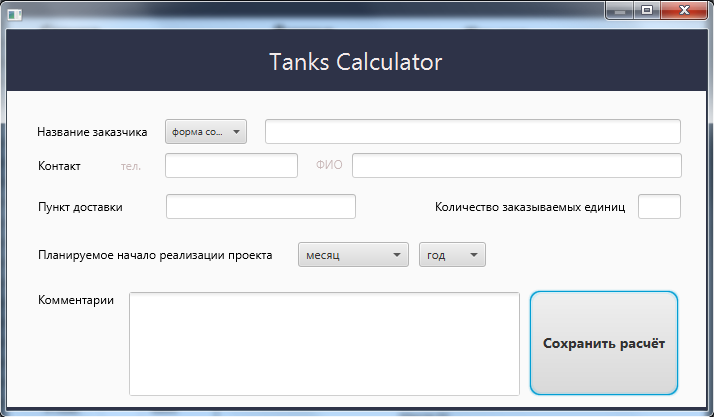 Tanks Calculator
Название заказчика форма со...
Контакт тел. ФИО
Пункт доставки Количество заказываемых единиц
Планируемое начало реализации проекта месяц год
Комментарии
Сохранить расчёт